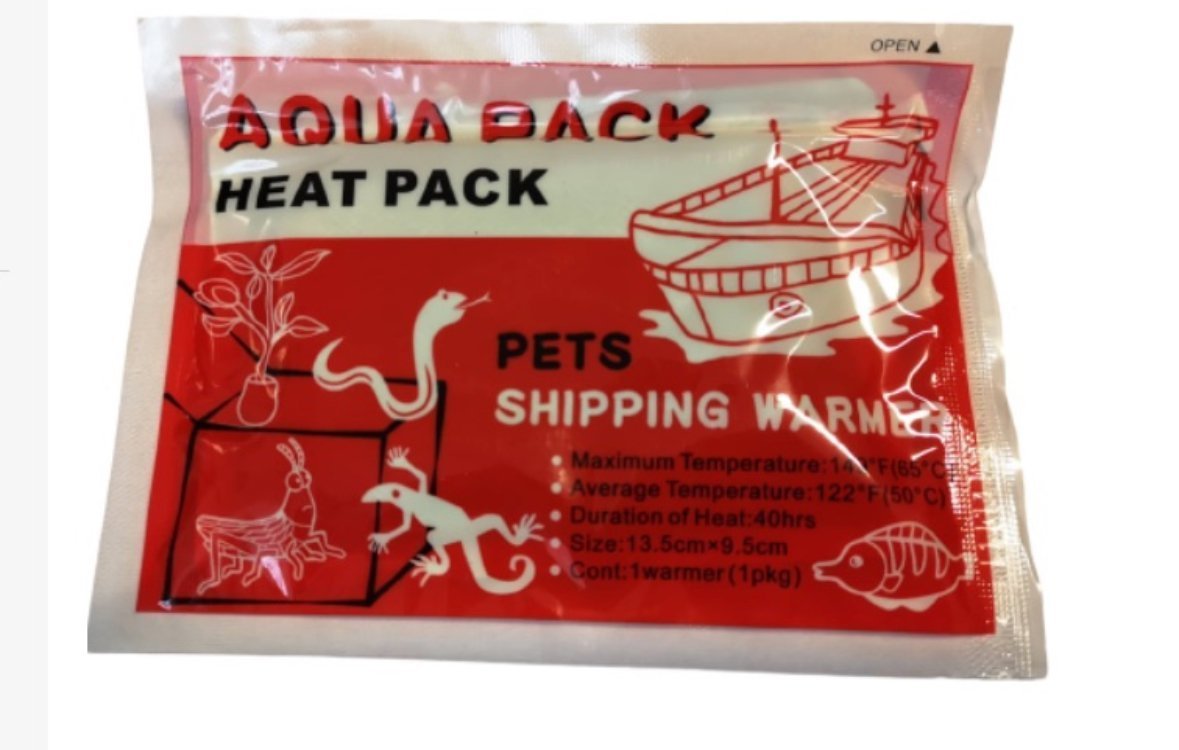 OPEN ▲
AQUA PACK
HEAT PACK
PETS
SHIPPING WARMER
• Maximum Temperature:149°F(65°C)
• Average Temperature:122°F(50°C)
• Duration of Heat:40hrs
• Size:13.5cm×9.5cm
• Cont:1warmer(1pkg)